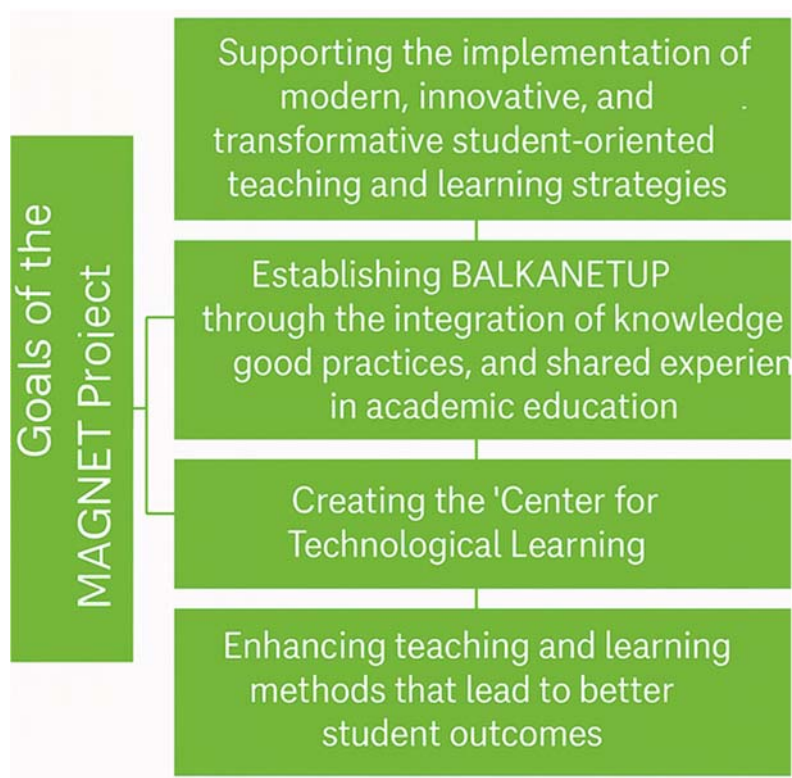 Goals of the
MAGNET Project
Supporting the implementation of
modern, innovative, and
transformative student-oriented
teaching and learning strategies
Establishing BALKANETUP
through the integration of knowledge
good practices, and shared experien
in academic education
Creating the 'Center for
Technological Learning
Enhancing teaching and learning
methods that lead to better
student outcomes